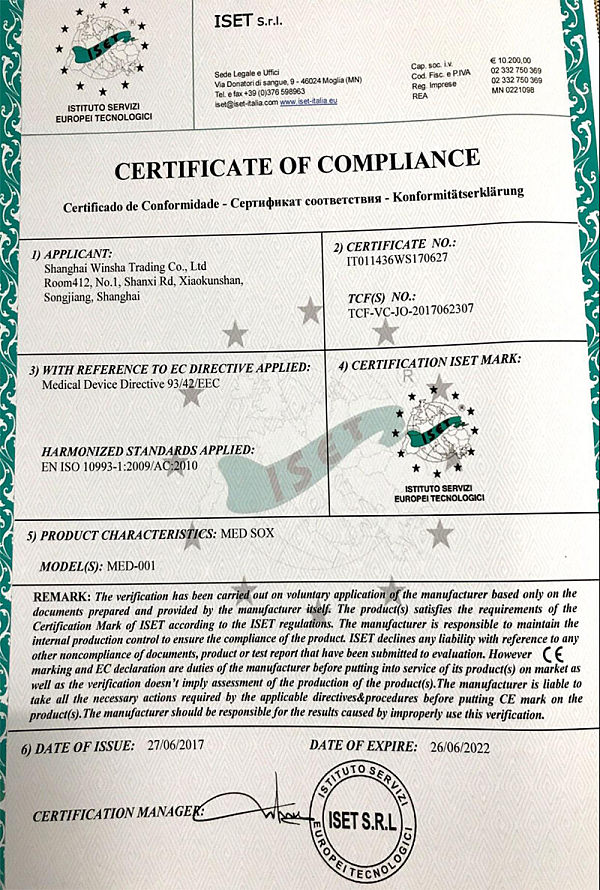 ISET S.r.l.
ISET
®
ISTITUTO SERVIZI
EUROPEI TECNOLOGICI
Sede Legale e Uffici
Via Donatori di sangue, 9 - 46024 Moglia (MN)
Tel. e fax +39 (0)376 598963
iset@iset-italia.com www.iset-italia.eu
Cap. soc. i.v. € 10.200,00
Cod. Fisc. e P.IVA 02 332 750 369
Reg. Imprese 02 332 750 369
REA MN 0221098
CERTIFICATE OF COMPLIANCE
Certificado de Conformidade - Сертификат соответствия - Konformitätserklärung
1) APPLICANT:
Shanghai Winsha Trading Co., Ltd
Room412, No.1, Shanxi Rd, Xiaokunshan,
Songjiang, Shanghai
2) CERTIFICATE NO.:
IT011436WS170627
TCF(S) NO.:
TCF-VC-JO-2017062307
3) WITH REFERENCE TO EC DIRECTIVE APPLIED:
Medical Device Directive 93/42/EEC
HARMONIZED STANDARDS APPLIED:
EN ISO 10993-1:2009/AC:2010
4) CERTIFICATION ISET MARK:
R
ISET
®
ISET
ISTITUTO SERVIZI
EUROPEI TECNOLOGICI
5) PRODUCT CHARACTERISTICS: MED SOX
MODEL(S): MED-001
REMARK: The verification has been carried out on voluntary application of the manufacturer based only on the
documents prepared and provided by the manufacturer itself. The product(s) satisfies the requirements of the
Certification Mark of ISET according to the ISET regulations. The manufacturer is responsible to maintain the
internal production control to ensure the compliance of the product. ISET declines any liability with reference to any
other noncompliance of documents, product or test report that have been submitted to evaluation. However CE
marking and EC declaration are duties of the manufacturer before putting into service of its product(s) on market as
well as the verification doesn't imply assessment of the production of the product(s).The manufacturer is liable to
take all the necessary actions required by the applicable directives&procedures before putting CE mark on the
product(s).The manufacturer should be responsible for the results caused by improperly use this verification.
6) DATE OF ISSUE: 27/06/2017 DATE OF EXPIRE: 26/06/2022
CERTIFICATION MANAGER:
ISTITUTO SERVIZI
ISET S.R.L
EUROPEI TECNOLOGICI